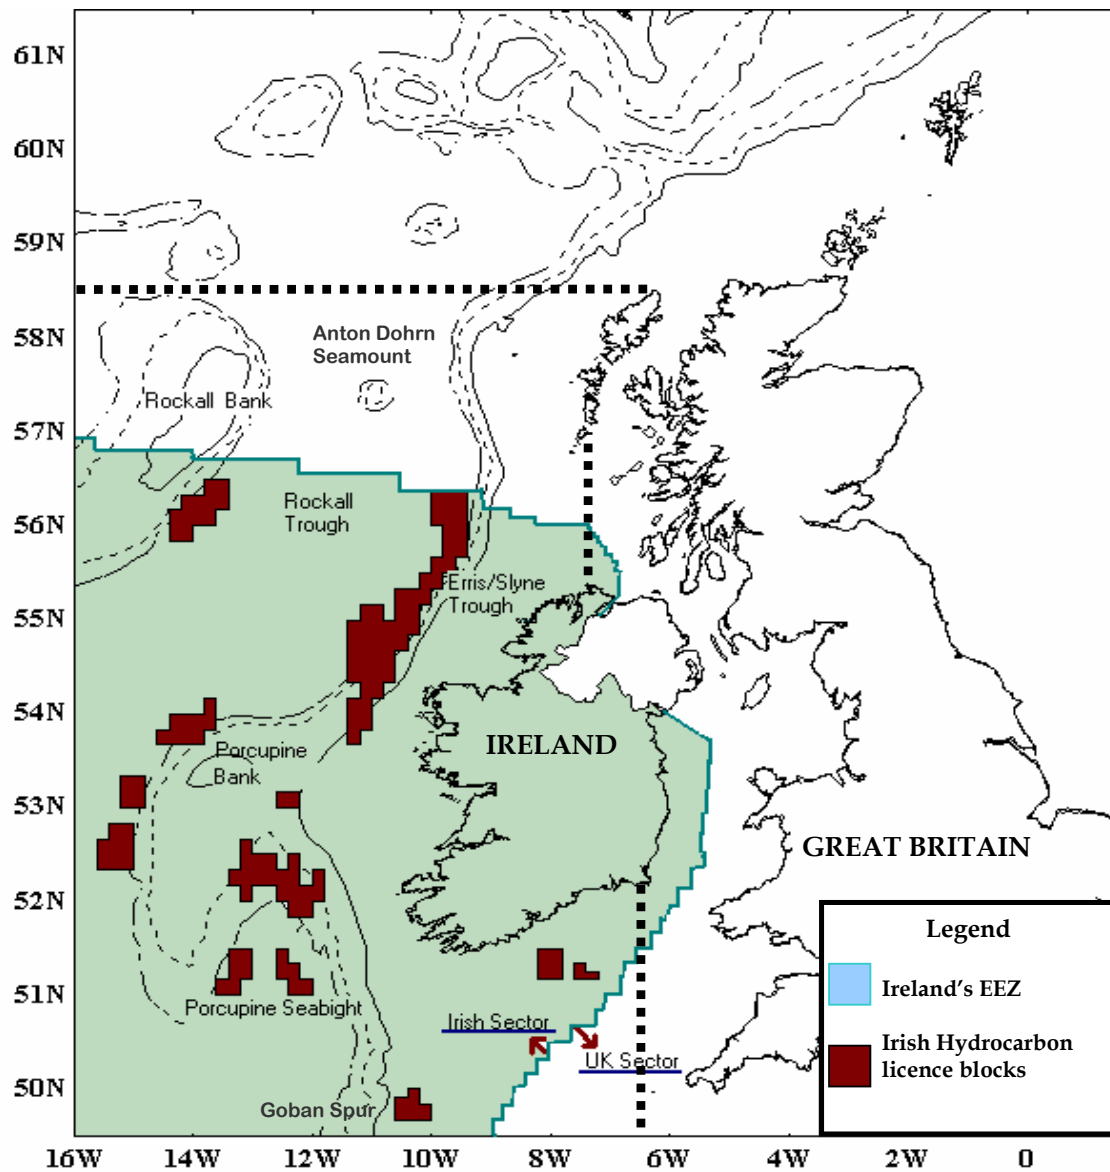 61N
60N
59N
58N
57N
56N
55N
54N
53N
52N
51N
50N
Anton Dohrn
Seamount
Rockall Bank
Rockall
Trough
Erris/Slyne
Trough
IRELAND
Porcupine
Bank
GREAT BRITAIN
Porcupine Seabight
Irish Sector
UK Sector
Goban Spur
Legend
Ireland's EEZ
Irish Hydrocarbon
licence blocks
16W 14W 12W 10W 8W 6W 4W 2W 0